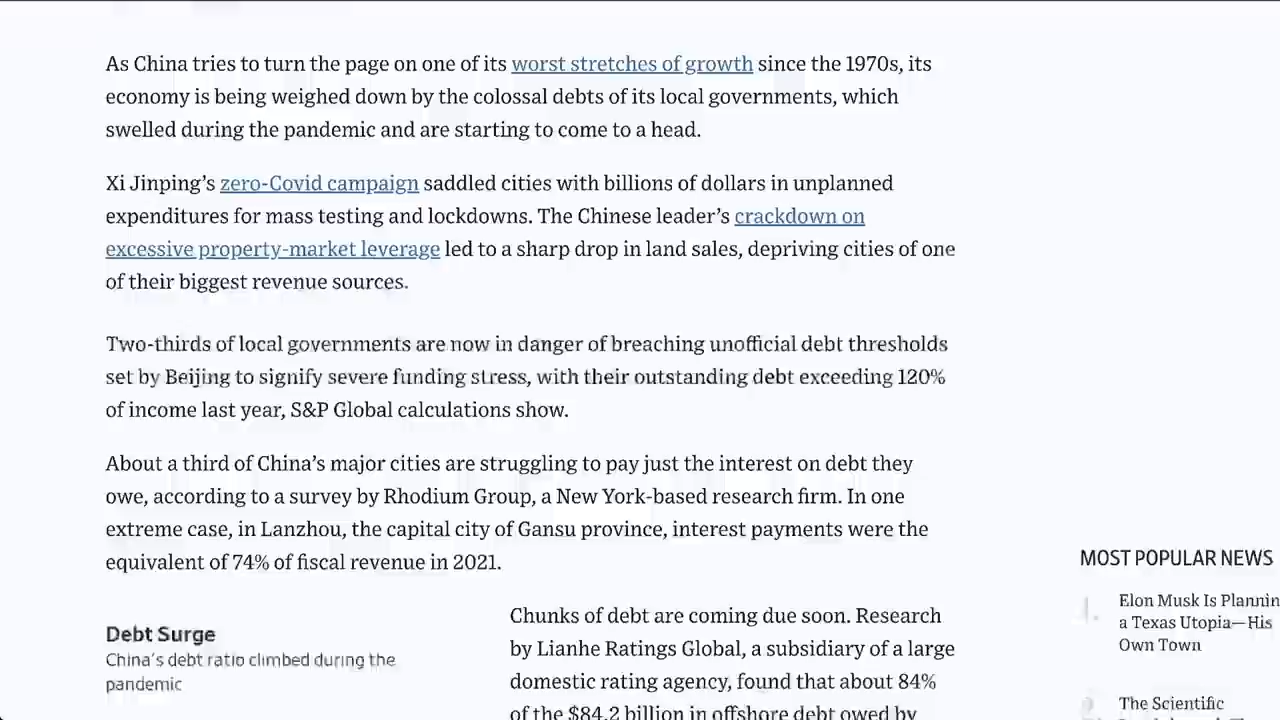 As China tries to turn the page on one of its worst stretches of growth since the 1970s, its
economy is being weighed down by the colossal debts of its local governments, which
swelled during the pandemic and are starting to come to a head.
Xi Jinping’s zero-Covid campaign saddled cities with billions of dollars in unplanned
expenditures for mass testing and lockdowns. The Chinese leader’s crackdown on
excessive property-market leverage led to a sharp drop in land sales, depriving cities of one
of their biggest revenue sources.
Two-thirds of local governments are now in danger of breaching unofficial debt thresholds
set by Beijing to signify severe funding stress, with their outstanding debt exceeding 120%
of income last year, S&P Global calculations show.
About a third of China’s major cities are struggling to pay just the interest on debt they
owe, according to a survey by Rhodium Group, a New York-based research firm. In one
extreme case, in Lanzhou, the capital city of Gansu province, interest payments were the
equivalent of 74% of fiscal revenue in 2021.
Debt Surge
China’s debt ratio climbed during the
pandemic
Chunks of debt are coming due soon. Research
by Lianhe Ratings Global, a subsidiary of a large
domestic rating agency, found that about 84%
of the $84.2 billion in offshore debt owed by
MOST POPULAR NEWS
1.
Elon Musk Is Plannin
a Texas Utopia—His
Own Town
The Scientific